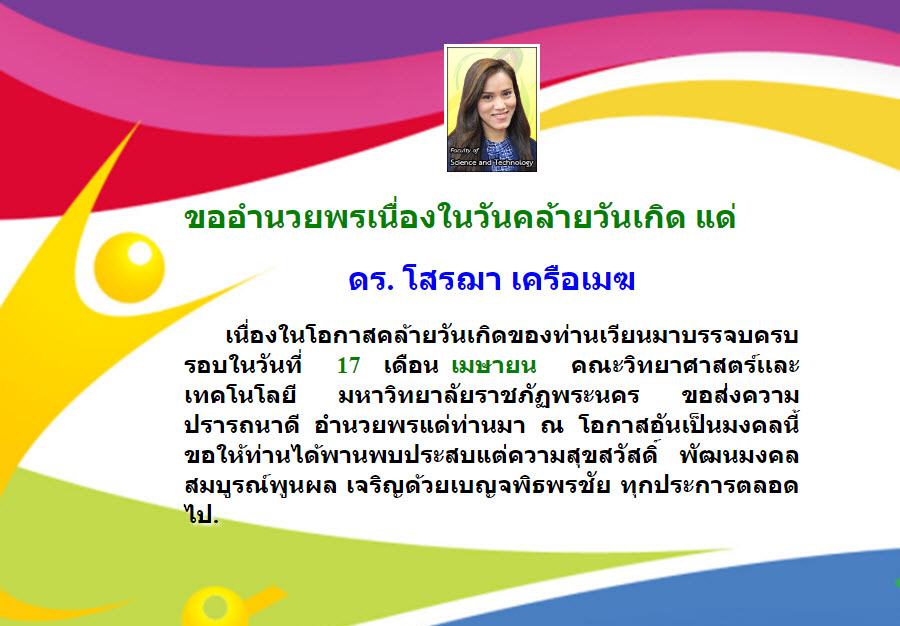 Faculty of
Science and Technology
ขออำนวยพรเนื่องในวันคล้ายวันเกิด แด่
ดร. โสรฌา เครือเมฆ
เนื่องในโอกาสคล้ายวันเกิดของท่านเวียนมาบรรจบครบ
รอบในวันที่ 17 เดือน เมษายน คณะวิทยาศาสตร์และ
เทคโนโลยี มหาวิทยาลัยราชภัฏพระนคร ขอส่งความ
ปรารถนาดี อำนวยพรแด่ท่านมา ณ โอกาสอันเป็นมงคลนี้
ขอให้ท่านได้พานพบประสบแต่ความสุขสวัสดิ์ พัฒนมงคล
สมบูรณ์พูนผล เจริญด้วยเบญจพิธพรชัย ทุกประการตลอด
ไป.